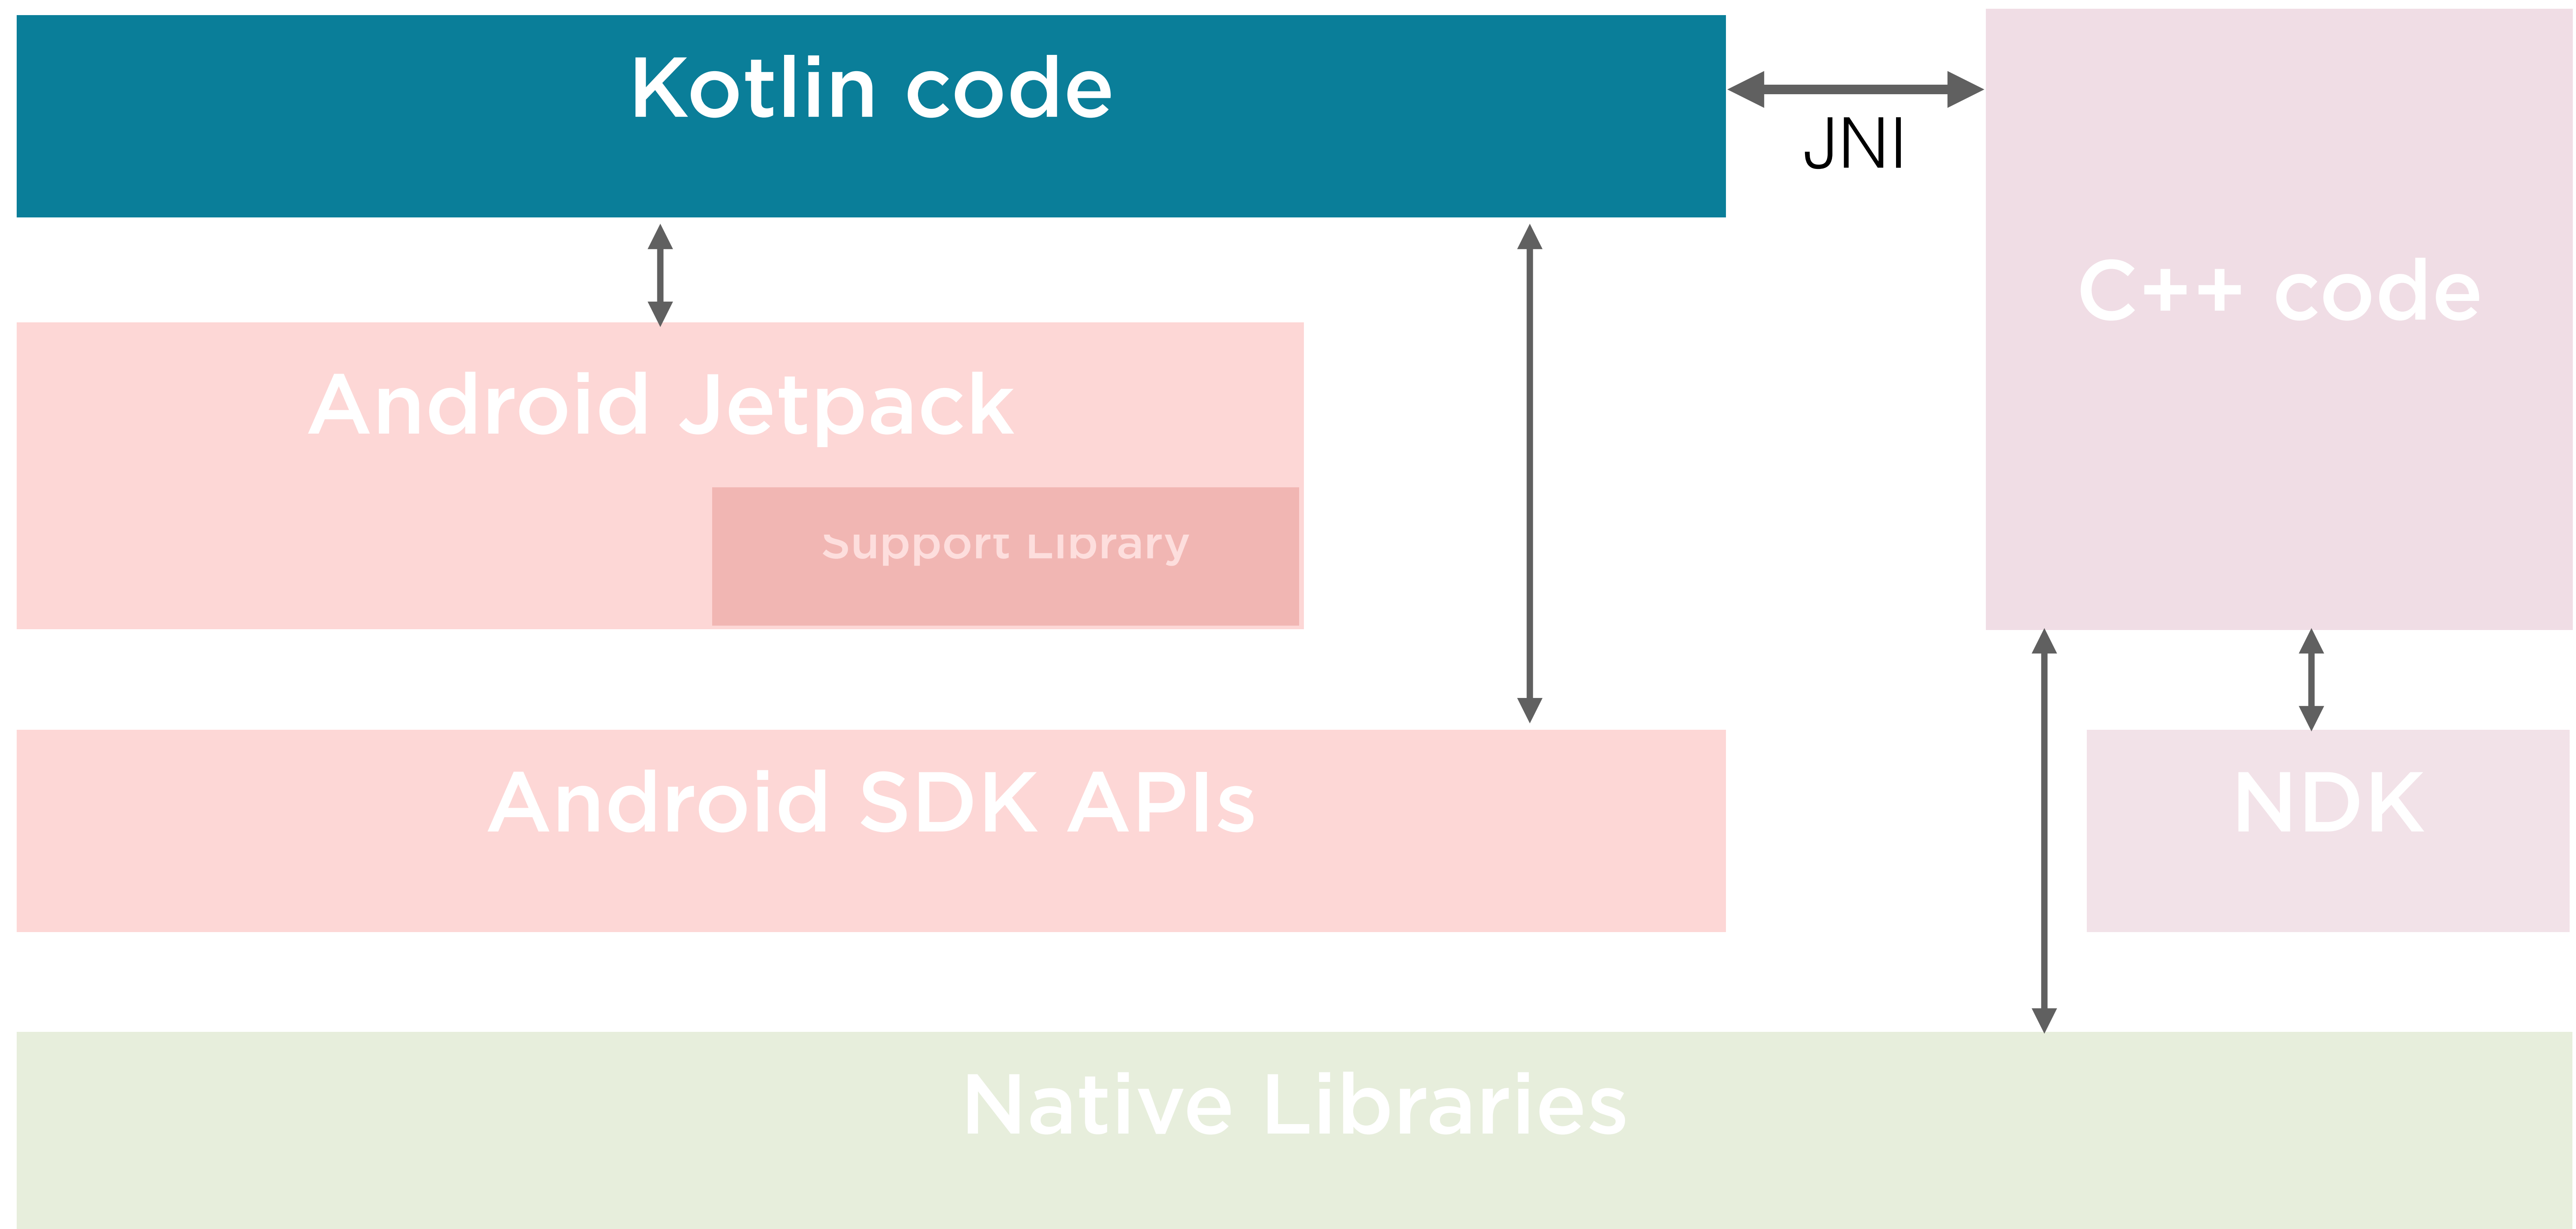 Kotlin code
JNI
C++ code
Android Jetpack
Support Library
Android SDK APIs
NDK
Native Libraries